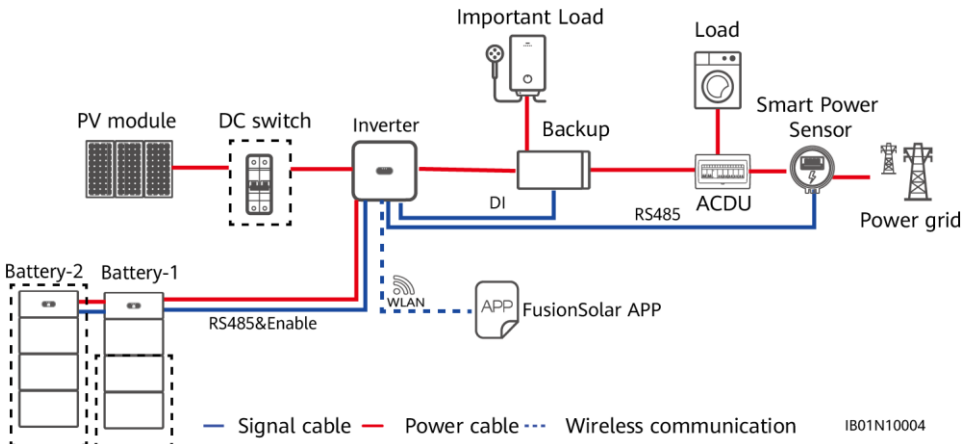 Important Load
Load
Smart Power
Sensor
PV module
DC switch
Inverter
Backup
DI
RS485
ACDU
Power grid
Battery-2
Battery-1
WLAN
APP
FusionSolar APP
RS485&Enable
Signal cable
Power cable
Wireless communication
IB01N10004